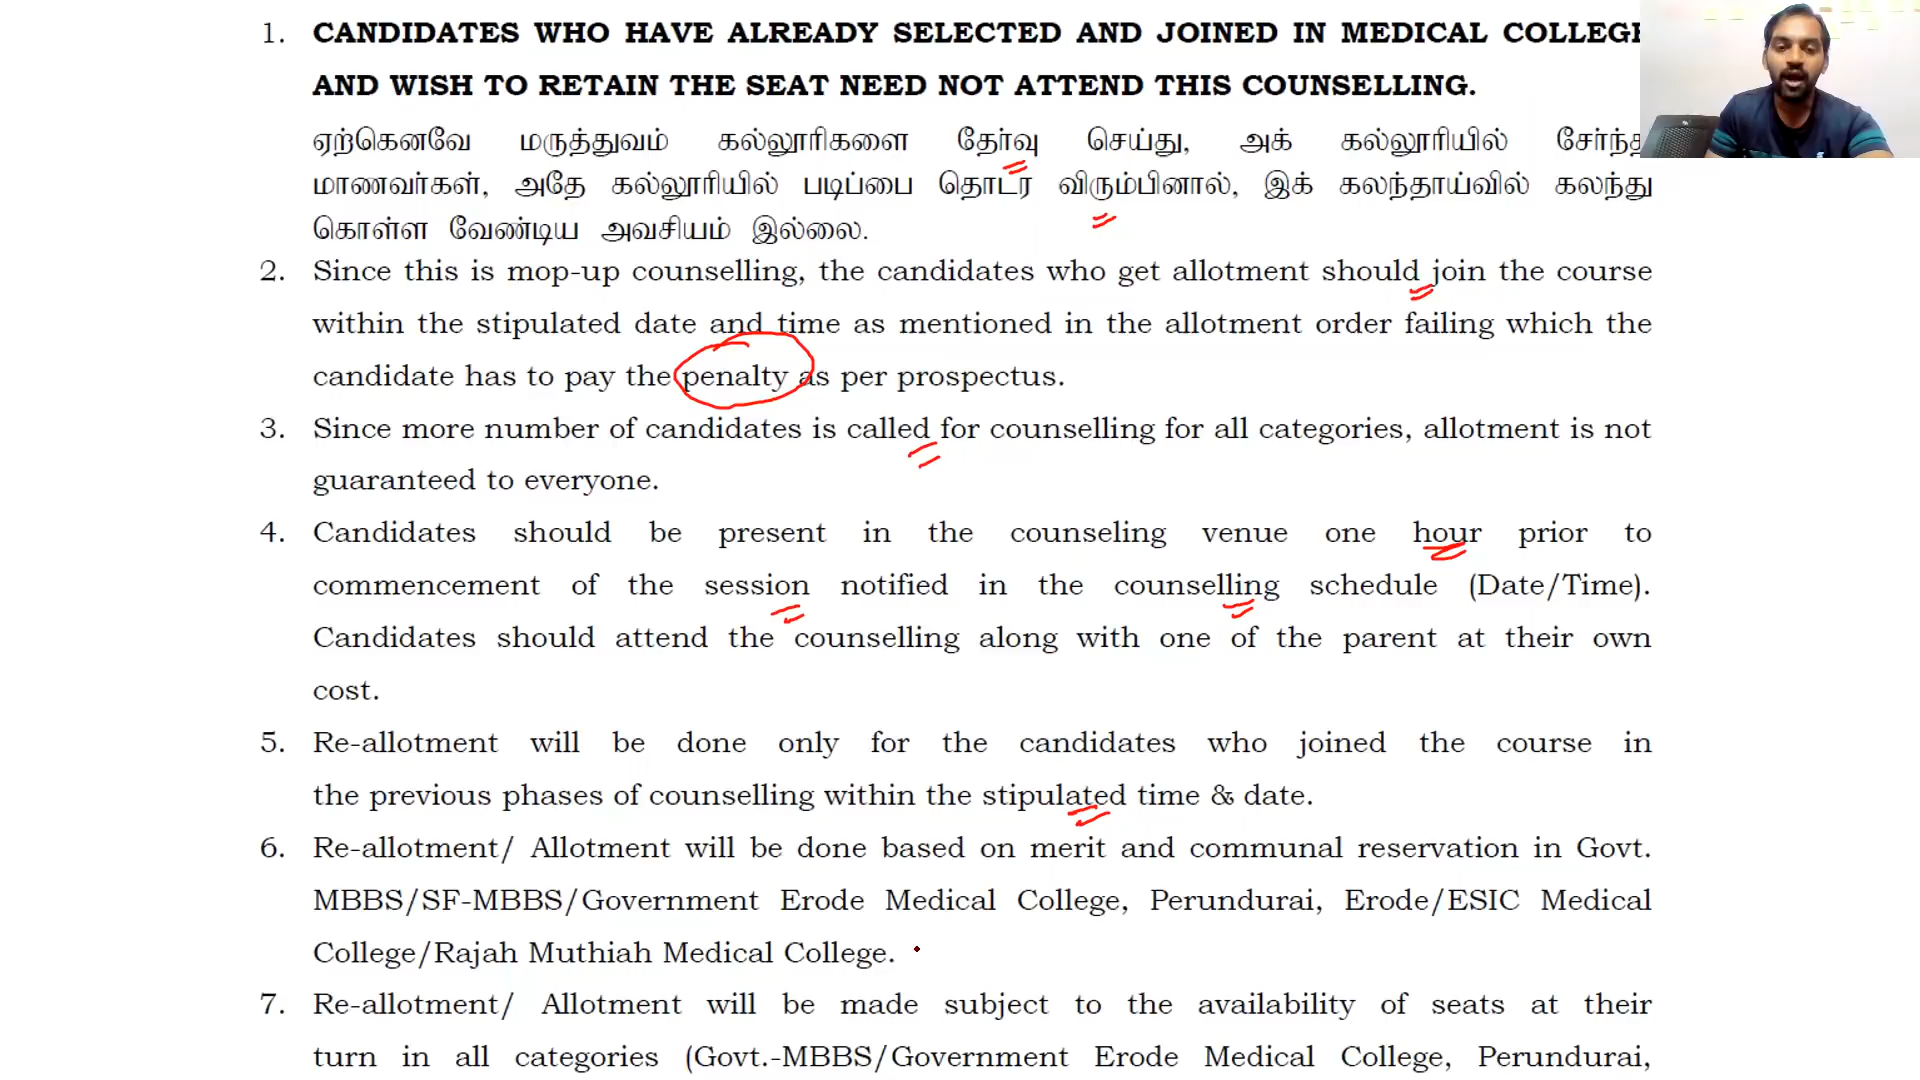 1. CANDIDATES WHO HAVE ALREADY SELECTED AND JOINED IN MEDICAL COLLEGE
AND WISH TO RETAIN THE SEAT NEED NOT ATTEND THIS COUNSELLING.
ஏற்கெனவே மருத்துவம் கல்லூரிகளை தேர்வு செய்து, அக் கல்லூரியில் சேர்ந்த
மாணவர்கள், அதே கல்லூரியில் படிப்பை தொடர விரும்பினால், இக் கலந்தாய்வில் கலந்து
கொள்ள வேண்டிய அவசியம் இல்லை.
2. Since this is mop-up counselling, the candidates who get allotment should join the course
within the stipulated date and time as mentioned in the allotment order failing which the
candidate has to pay the penalty as per prospectus.
3. Since more number of candidates is called for counselling for all categories, allotment is not
guaranteed to everyone.
4. Candidates should be present in the counseling venue one hour prior to
commencement of the session notified in the counselling schedule (Date/Time).
Candidates should attend the counselling along with one of the parent at their own
cost.
5. Re-allotment will be done only for the candidates who joined the course in
the previous phases of counselling within the stipulated time & date.
6. Re-allotment/ Allotment will be done based on merit and communal reservation in Govt.
MBBS/SF-MBBS/Government Erode Medical College, Perundurai, Erode/ESIC Medical
College/Rajah Muthiah Medical College.
7. Re-allotment/ Allotment will be made subject to the availability of seats at their
turn in all categories (Govt.-MBBS/Government Erode Medical College, Perundurai,